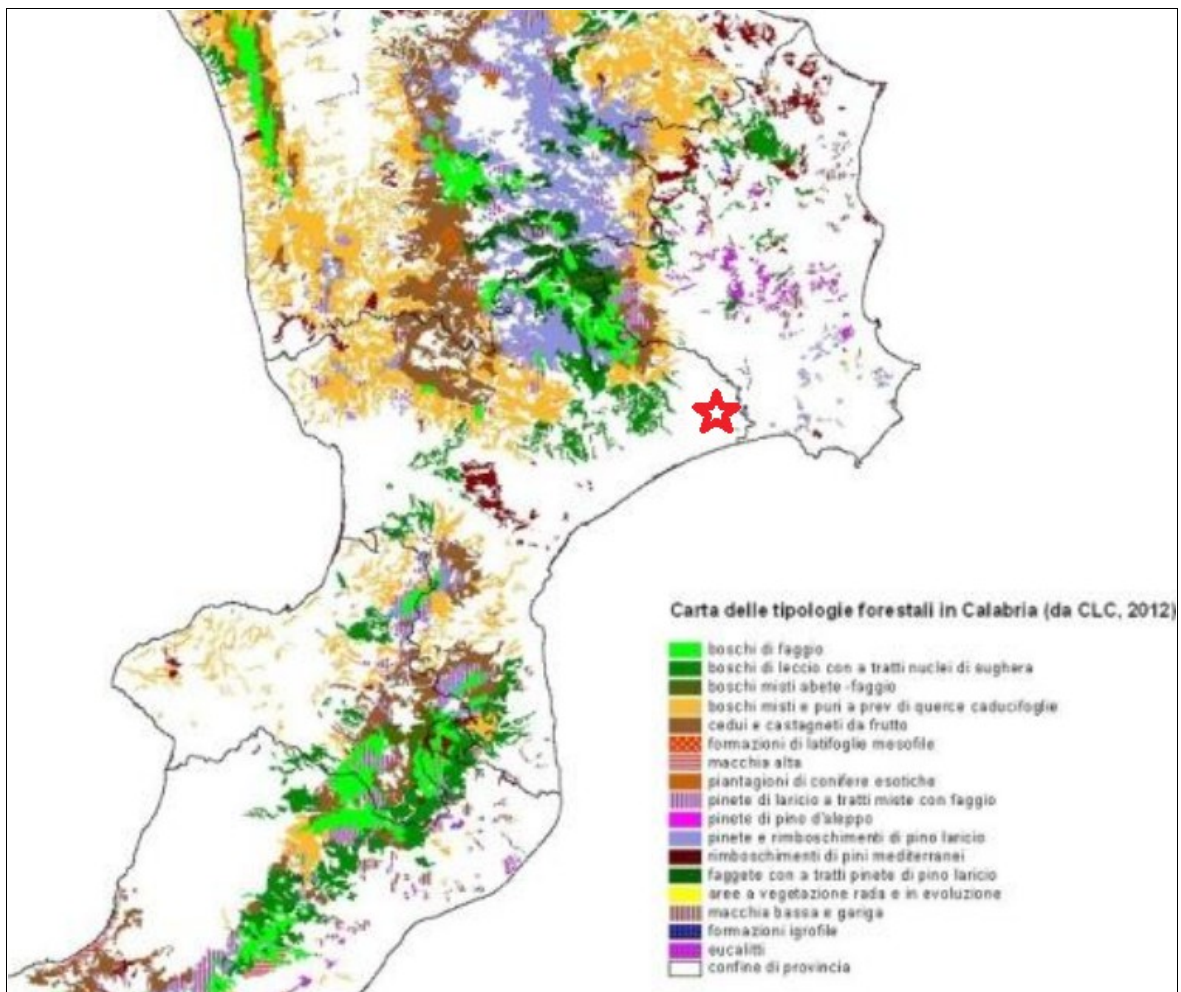 Carta delle tipologie forestali in Calabria (da CLC, 2012)
boschi di faggio
boschi di leccio con a tratti nuclei di sughera
boschi misti abete -faggio
boschi misti e puri a prev di querce caducifoglie
cedui e castagneti da frutto
formazioni di latifoglie mesofile
macchia alta
piantagioni di conifere esotiche
pinete di laricio a tratti miste con faggio
pinete di pino d'aleppo
pinete e rimboschimenti di pino laricio
rimboschimenti di pini mediterranei
faggete con a tratti pinete di pino laricio
aree a vegetazione rada e in evoluzione
macchia bassa e gariga
formazioni igrofile
eucalitti
confine di provincia